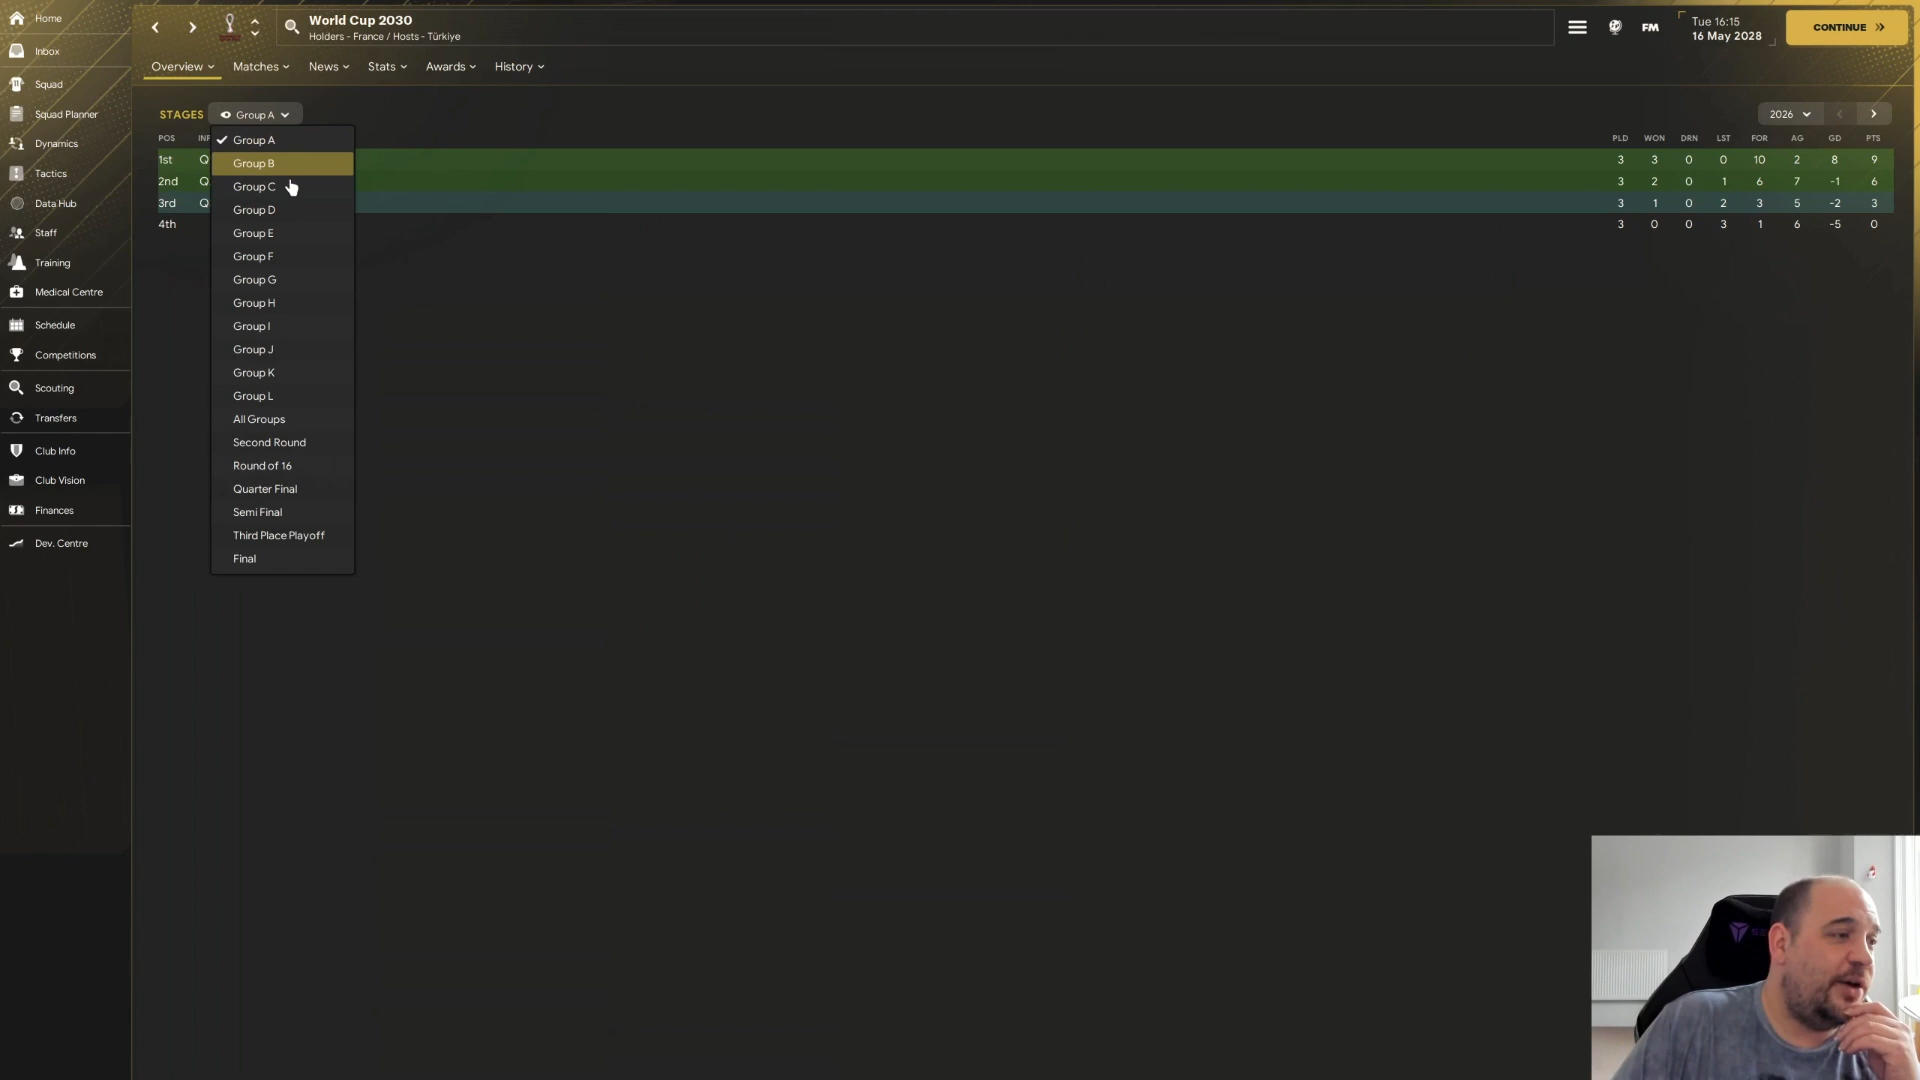 Home
Inbox
Squad
Squad Planner
Dynamics
Tactics
Data Hub
Staff
Training
Medical Centre
Schedule
Competitions
Scouting
Transfers
Club Info
Club Vision
Finances
Dev. Centre
World Cup 2030
Holders - France / Hosts - Türkiye
FM
Tue 16:15
16 May 2028
CONTINUE
Overview Matches News Stats Awards History
STAGES Group A 2026
POS INF PLD WON DRN LST FOR AG GD PTS
1st Q 3 3 0 0 10 2 8 9
2nd Q 3 2 0 1 6 7 -1 6
3rd Q 3 1 0 2 3 5 -2 3
4th 3 0 0 3 1 6 -5 0
Group A
Group B
Group C
Group D
Group E
Group F
Group G
Group H
Group I
Group J
Group K
Group L
All Groups
Second Round
Round of 16
Quarter Final
Semi Final
Third Place Playoff
Final